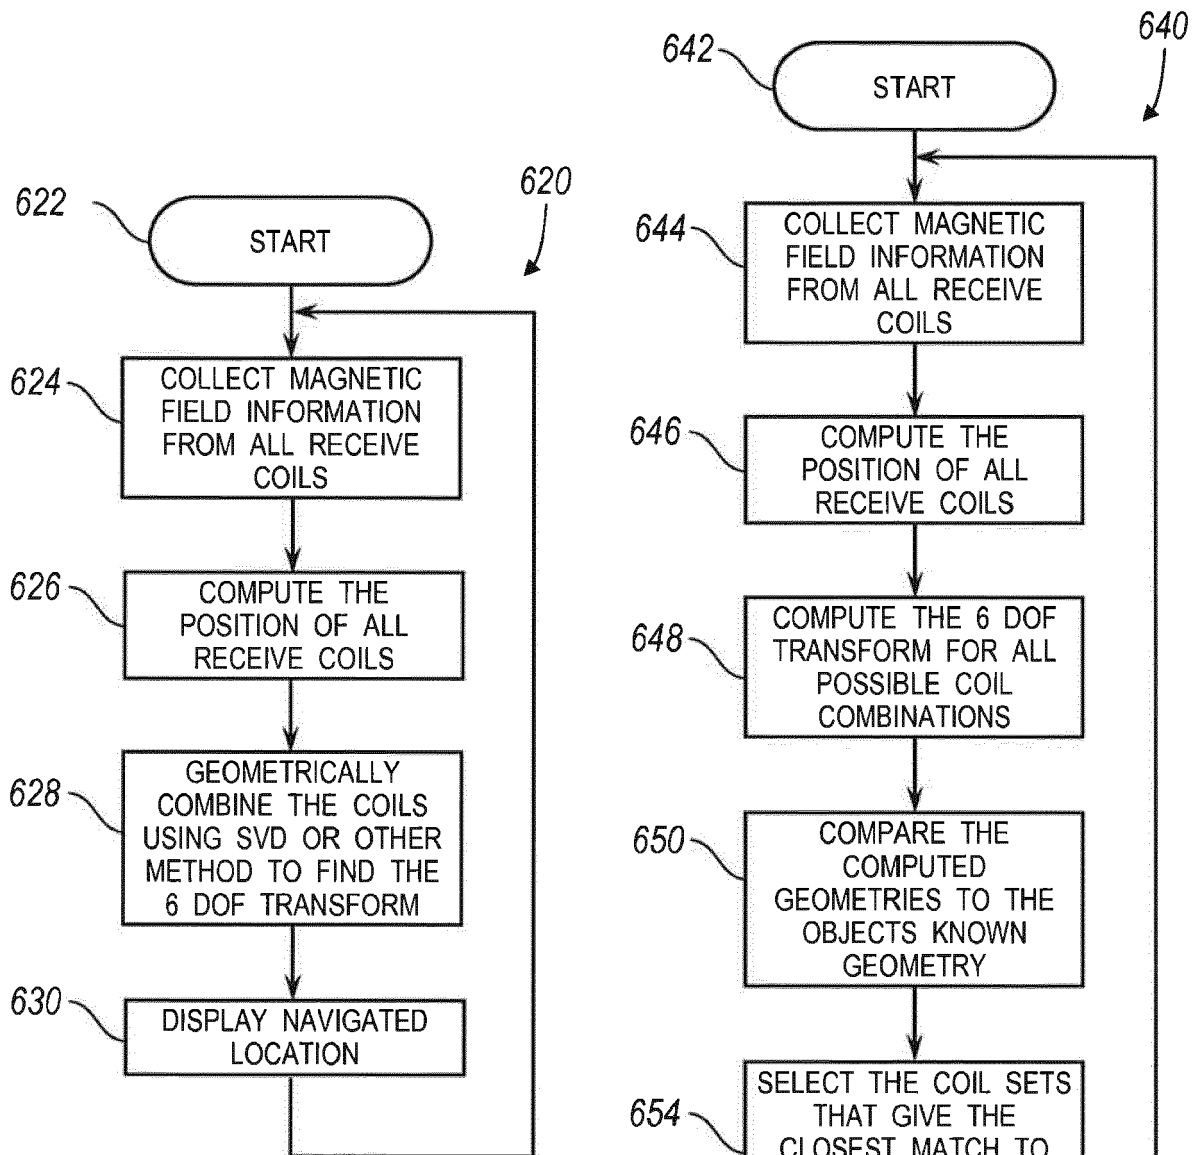 620
622
START
624
COLLECT MAGNETIC
FIELD INFORMATION
FROM ALL RECEIVE
COILS
626
COMPUTE THE
POSITION OF ALL
RECEIVE COILS
628
GEOMETRICALLY
COMBINE THE COILS
USING SVD OR OTHER
METHOD TO FIND THE
6 DOF TRANSFORM
630
DISPLAY NAVIGATED
LOCATION
640
642
START
644
COLLECT MAGNETIC
FIELD INFORMATION
FROM ALL RECEIVE
COILS
646
COMPUTE THE
POSITION OF ALL
RECEIVE COILS
648
COMPUTE THE 6 DOF
TRANSFORM FOR ALL
POSSIBLE COIL
COMBINATIONS
650
COMPARE THE
COMPUTED
GEOMETRIES TO THE
OBJECTS KNOWN
GEOMETRY
654
SELECT THE COIL SETS
THAT GIVE THE
CLOSEST MATCH TO